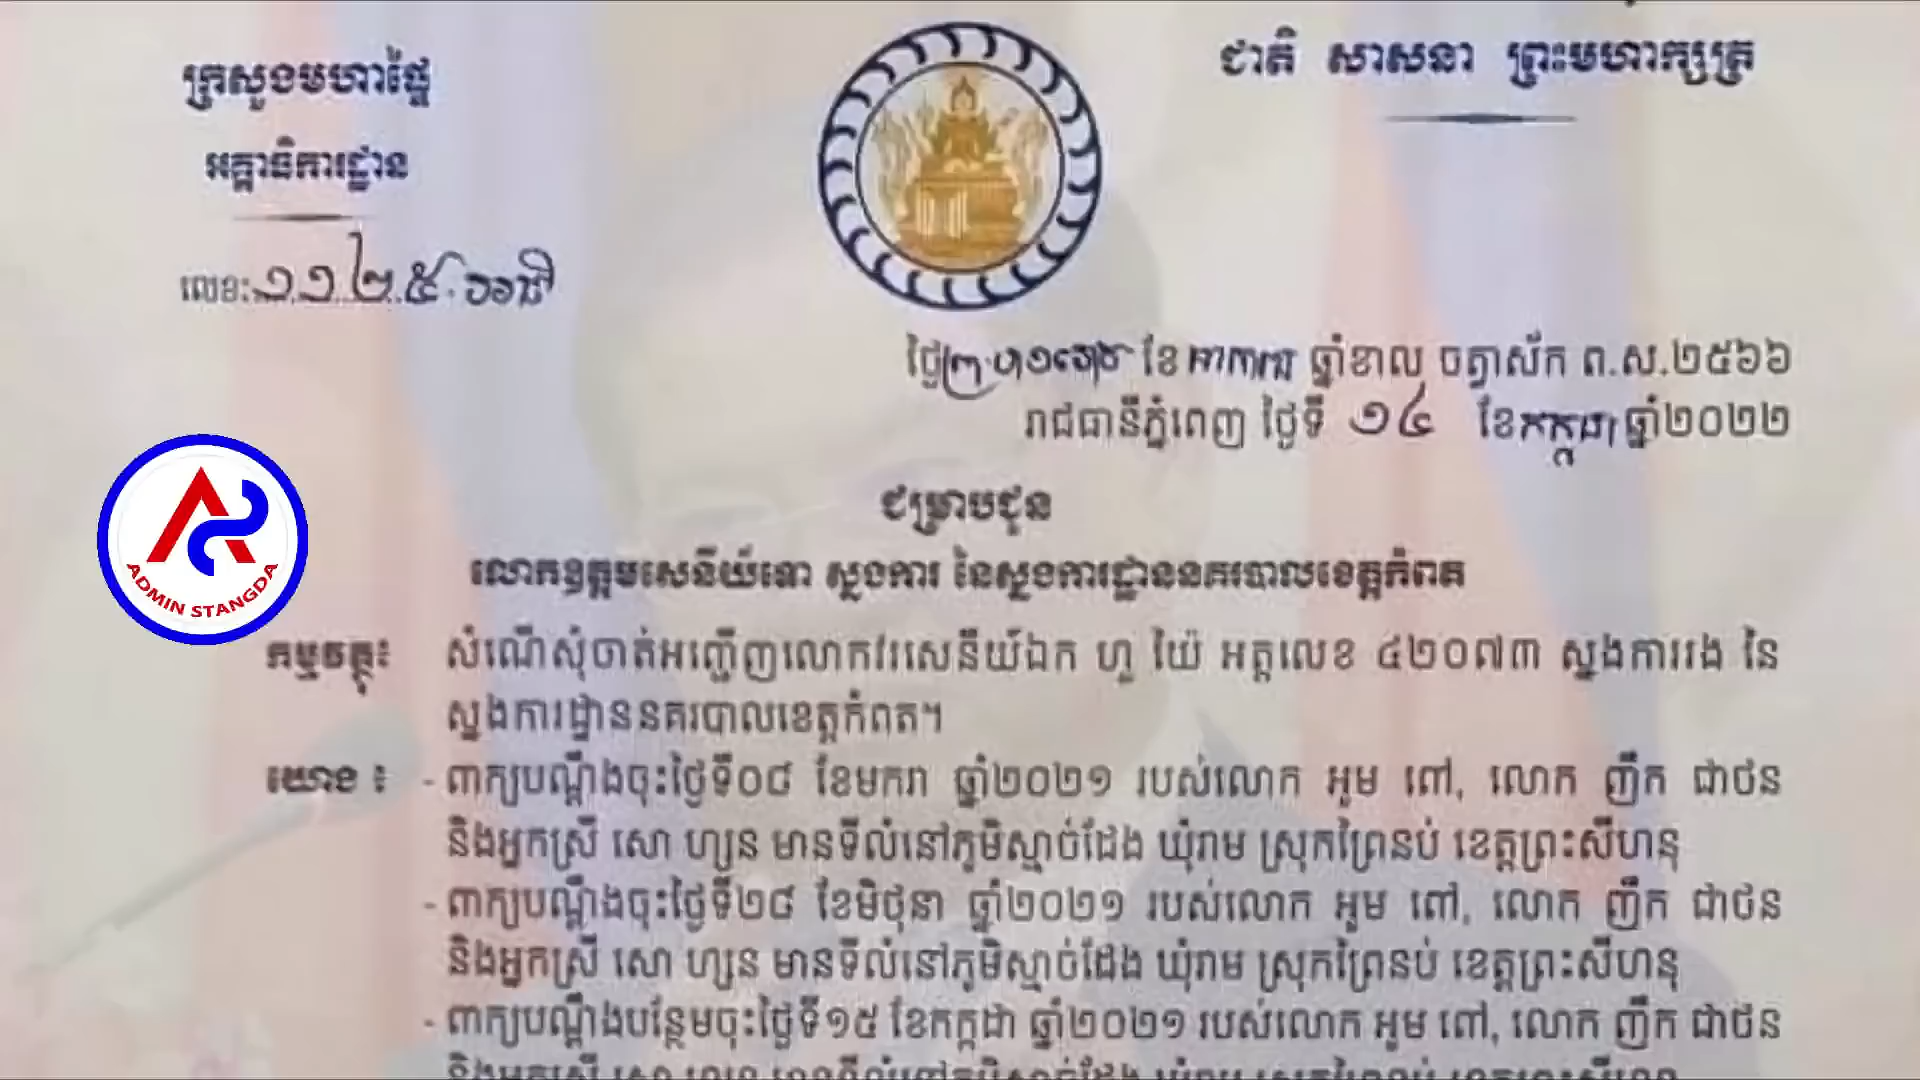 ជាតិ សាសនា ព្រះមហាក្សត្រ
ក្រសួងមហាផ្ទៃ
អគ្គាធិការដ្ឋាន
លេខ:១១២៥
ថ្ងៃ ខែ ឆ្នាំខាល ចត្វាស័ក ព.ស.២៥៦៦
រាជធានីភ្នំពេញ ថ្ងៃទី ១៤ ខែកក្កដា ឆ្នាំ២០២២
ជម្រាបជូន
លោកឧត្តមសេនីយ៍ទោ ស្នងការ នៃស្នងការដ្ឋាននគរបាលខេត្តកំពត
ADMIN STANGDA
កម្មវត្ថុ៖ សំណើសុំចាត់អញ្ជើញលោកវរសេនីយ៍ឯក ហួ យ៉ៃ អត្តលេខ ៤២០៧៣ ស្នងការរង នៃ
ស្នងការដ្ឋាននគរបាលខេត្តកំពត។
យោង ៖ - ពាក្យបណ្តឹងចុះថ្ងៃទី០៨ ខែមករា ឆ្នាំ២០២១ របស់លោក អូម ពៅ, លោក ញឹក ជាថន
និងអ្នកស្រី សោ ហ្សន មានទីលំនៅភូមិស្មាច់ដែង ឃុំរាម ស្រុកព្រៃនប់ ខេត្តព្រះសីហនុ
- ពាក្យបណ្តឹងចុះថ្ងៃទី២៨ ខែមិថុនា ឆ្នាំ២០២១ របស់លោក អូម ពៅ, លោក ញឹក ជាថន
និងអ្នកស្រី សោ ហ្សន មានទីលំនៅភូមិស្មាច់ដែង ឃុំរាម ស្រុកព្រៃនប់ ខេត្តព្រះសីហនុ
- ពាក្យបណ្តឹងបន្ថែមចុះថ្ងៃទី១៥ ខែកក្កដា ឆ្នាំ២០២១ របស់លោក អូម ពៅ, លោក ញឹក ជាថន